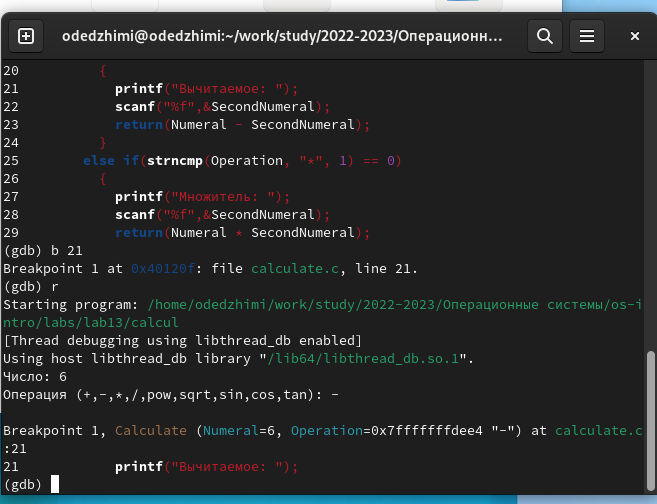 odedzhimi@odedzhimi:~/work/study/2022-2023/Операционн...
20          {
21            printf("Вычитаемое: ");
22            scanf("%f",&SecondNumeral);
23            return(Numeral - SecondNumeral);
24          }
25        else if(strncmp(Operation, "*", 1) == 0)
26          {
27            printf("Множитель: ");
28            scanf("%f",&SecondNumeral);
29            return(Numeral * SecondNumeral);
(gdb) b 21
Breakpoint 1 at 0x40120f: file calculate.c, line 21.
(gdb) r
Starting program: /home/odedzhimi/work/study/2022-2023/Операционные системы/os-i
ntro/labs/lab13/calcul
[Thread debugging using libthread_db enabled]
Using host libthread_db library "/lib64/libthread_db.so.1".
Число: 6
Операция (+,-,*,/,pow,sqrt,sin,cos,tan): -
Breakpoint 1, Calculate (Numeral=6, Operation=0x7fffffffdee4 "-") at calculate.c
:21
21            printf("Вычитаемое: ");
(gdb)